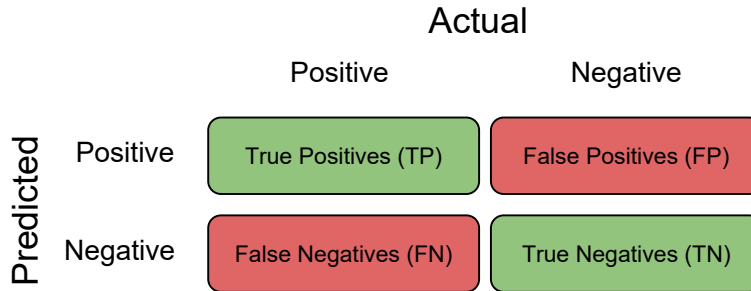 Actual
Positive Negative
Predicted
Positive True Positives (TP) False Positives (FP)
Negative False Negatives (FN) True Negatives (TN)